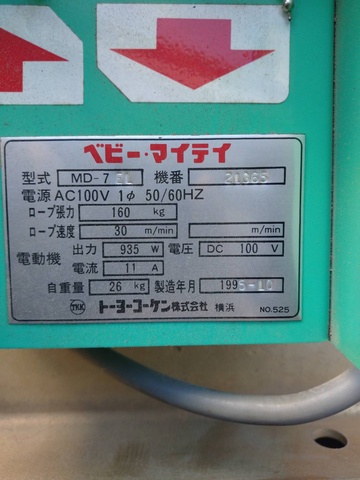 ベビー・マイテイ
型式 MD-7 機番
電源 AC100V 1φ 50/60HZ
ロープ張力 160 kg
ロープ速度 30 m/min m/min
電動機 出力 935 W 電圧 DC 100 V
電流 11 A
自重量 26 kg 製造年月
TKK トーヨーコーケン株式会社 横浜 NO.525